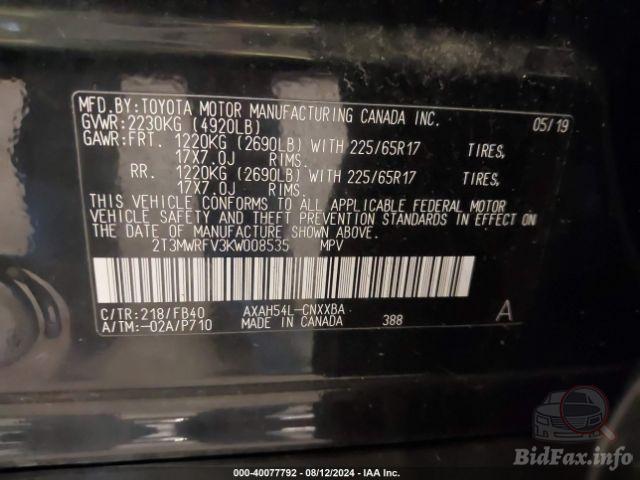 MFD.BY:TOYOTA MOTOR MANUFACTURING CANADA INC.
GVWR:2230KG (4920LB) 05/19
GAWR:FRT. 1220KG (2690LB) WITH 225/65R17 TIRES,
17X7.0J RIMS.
RR. 1220KG (2690LB) WITH 225/65R17 TIRES,
17X7.0J RIMS.
THIS VEHICLE CONFORMS TO ALL APPLICABLE FEDERAL MOTOR
VEHICLE SAFETY AND THEFT PREVENTION STANDARDS IN EFFECT ON
THE DATE OF MANUFACTURE SHOWN ABOVE.
2T3MWRFV3KW008535 MPV
C/TR:218/FB40 AXAH54L-CNXXBA
A/TM:-02A/P710 MADE IN CANADA 388 A
BidFax.info
www.bidfax.info - 40077792 - 08/12/2024 - IAA Inc.